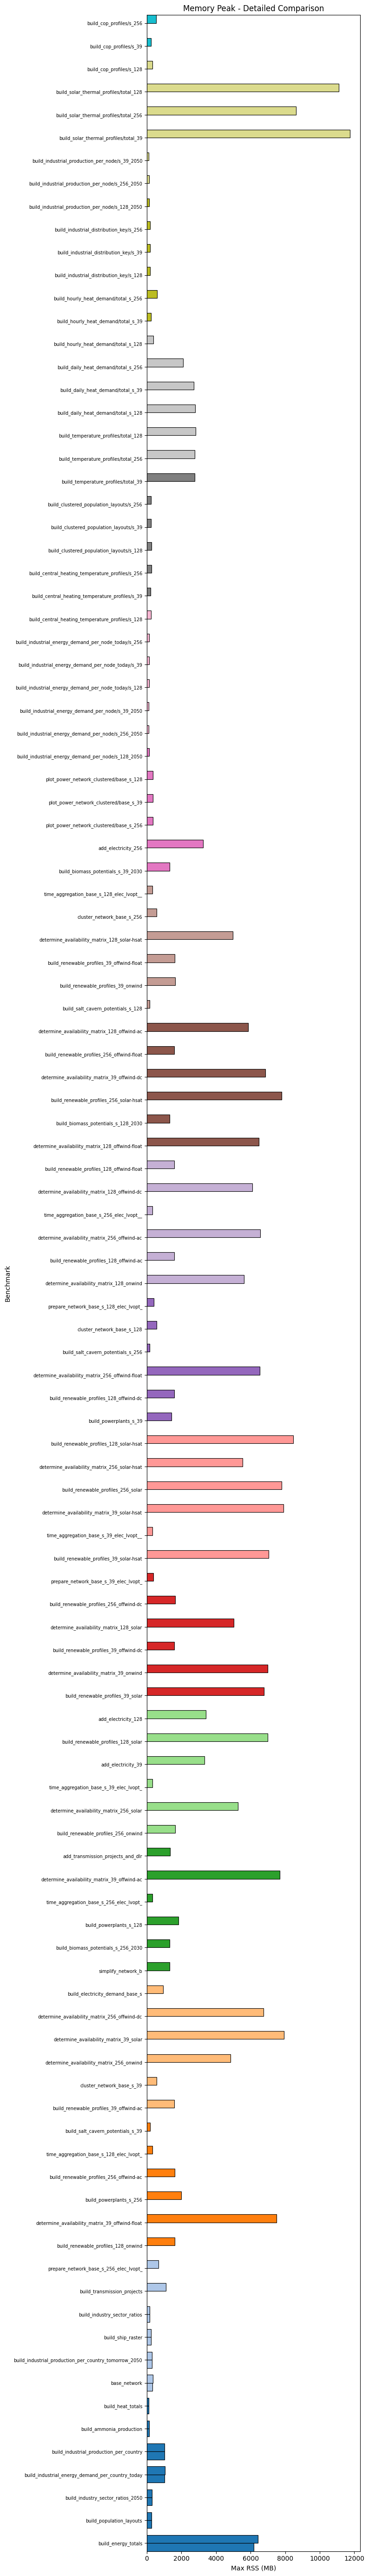 Memory Peak - Detailed Comparison
build_cop_profiles/s_256
build_cop_profiles/s_39
build_cop_profiles/s_128
build_solar_thermal_profiles/total_128
build_solar_thermal_profiles/total_256
build_solar_thermal_profiles/total_39
build_industrial_production_per_node/s_39_2050
build_industrial_production_per_node/s_256_2050
build_industrial_production_per_node/s_128_2050
build_industrial_distribution_key/s_256
build_industrial_distribution_key/s_39
build_industrial_distribution_key/s_128
build_hourly_heat_demand/total_s_256
build_hourly_heat_demand/total_s_39
build_hourly_heat_demand/total_s_128
build_daily_heat_demand/total_s_256
build_daily_heat_demand/total_s_39
build_daily_heat_demand/total_s_128
build_temperature_profiles/total_128
build_temperature_profiles/total_256
build_temperature_profiles/total_39
build_clustered_population_layouts/s_256
build_clustered_population_layouts/s_39
build_clustered_population_layouts/s_128
build_central_heating_temperature_profiles/s_256
build_central_heating_temperature_profiles/s_39
build_central_heating_temperature_profiles/s_128
build_industrial_energy_demand_per_node_today/s_256
build_industrial_energy_demand_per_node_today/s_39
build_industrial_energy_demand_per_node_today/s_128
build_industrial_energy_demand_per_node/s_39_2050
build_industrial_energy_demand_per_node/s_256_2050
build_industrial_energy_demand_per_node/s_128_2050
plot_power_network_clustered/base_s_128
plot_power_network_clustered/base_s_39
plot_power_network_clustered/base_s_256
add_electricity_256
build_biomass_potentials_s_39_2030
time_aggregation_base_s_128_elec_lvopt__
cluster_network_base_s_256
determine_availability_matrix_128_solar-hsat
build_renewable_profiles_39_offwind-float
build_renewable_profiles_39_onwind
build_salt_cavern_potentials_s_128
determine_availability_matrix_128_offwind-ac
build_renewable_profiles_256_offwind-float
determine_availability_matrix_39_offwind-dc
build_renewable_profiles_256_solar-hsat
build_biomass_potentials_s_128_2030
determine_availability_matrix_128_offwind-float
build_renewable_profiles_128_offwind-float
determine_availability_matrix_128_offwind-dc
time_aggregation_base_s_256_elec_lvopt__
determine_availability_matrix_256_offwind-ac
build_renewable_profiles_128_offwind-ac
determine_availability_matrix_128_onwind
prepare_network_base_s_128_elec_lvopt_
cluster_network_base_s_128
build_salt_cavern_potentials_s_256
determine_availability_matrix_256_offwind-float
build_renewable_profiles_128_offwind-dc
build_powerplants_s_39
build_renewable_profiles_128_solar-hsat
determine_availability_matrix_256_solar-hsat
build_renewable_profiles_256_solar
determine_availability_matrix_39_solar-hsat
time_aggregation_base_s_39_elec_lvopt__
build_renewable_profiles_39_solar-hsat
prepare_network_base_s_39_elec_lvopt_
build_renewable_profiles_256_offwind-dc
determine_availability_matrix_128_solar
build_renewable_profiles_39_offwind-dc
determine_availability_matrix_39_onwind
build_renewable_profiles_39_solar
add_electricity_128
build_renewable_profiles_128_solar
add_electricity_39
time_aggregation_base_s_39_elec_lvopt_
determine_availability_matrix_256_solar
build_renewable_profiles_256_onwind
add_transmission_projects_and_dlr
determine_availability_matrix_39_offwind-ac
time_aggregation_base_s_256_elec_lvopt_
build_powerplants_s_128
build_biomass_potentials_s_256_2030
simplify_network_b
build_electricity_demand_base_s
determine_availability_matrix_256_offwind-dc
determine_availability_matrix_39_solar
determine_availability_matrix_256_onwind
cluster_network_base_s_39
build_renewable_profiles_39_offwind-ac
build_salt_cavern_potentials_s_39
time_aggregation_base_s_128_elec_lvopt_
build_renewable_profiles_256_offwind-ac
build_powerplants_s_256
determine_availability_matrix_39_offwind-float
build_renewable_profiles_128_onwind
prepare_network_base_s_256_elec_lvopt_
build_transmission_projects
build_industry_sector_ratios
build_ship_raster
build_industrial_production_per_country_tomorrow_2050
base_network
build_heat_totals
build_ammonia_production
build_industrial_production_per_country
build_industrial_energy_demand_per_country_today
build_industry_sector_ratios_2050
build_population_layouts
build_energy_totals
Benchmark
0 2000 4000 6000 8000 10000 12000
Max RSS (MB)